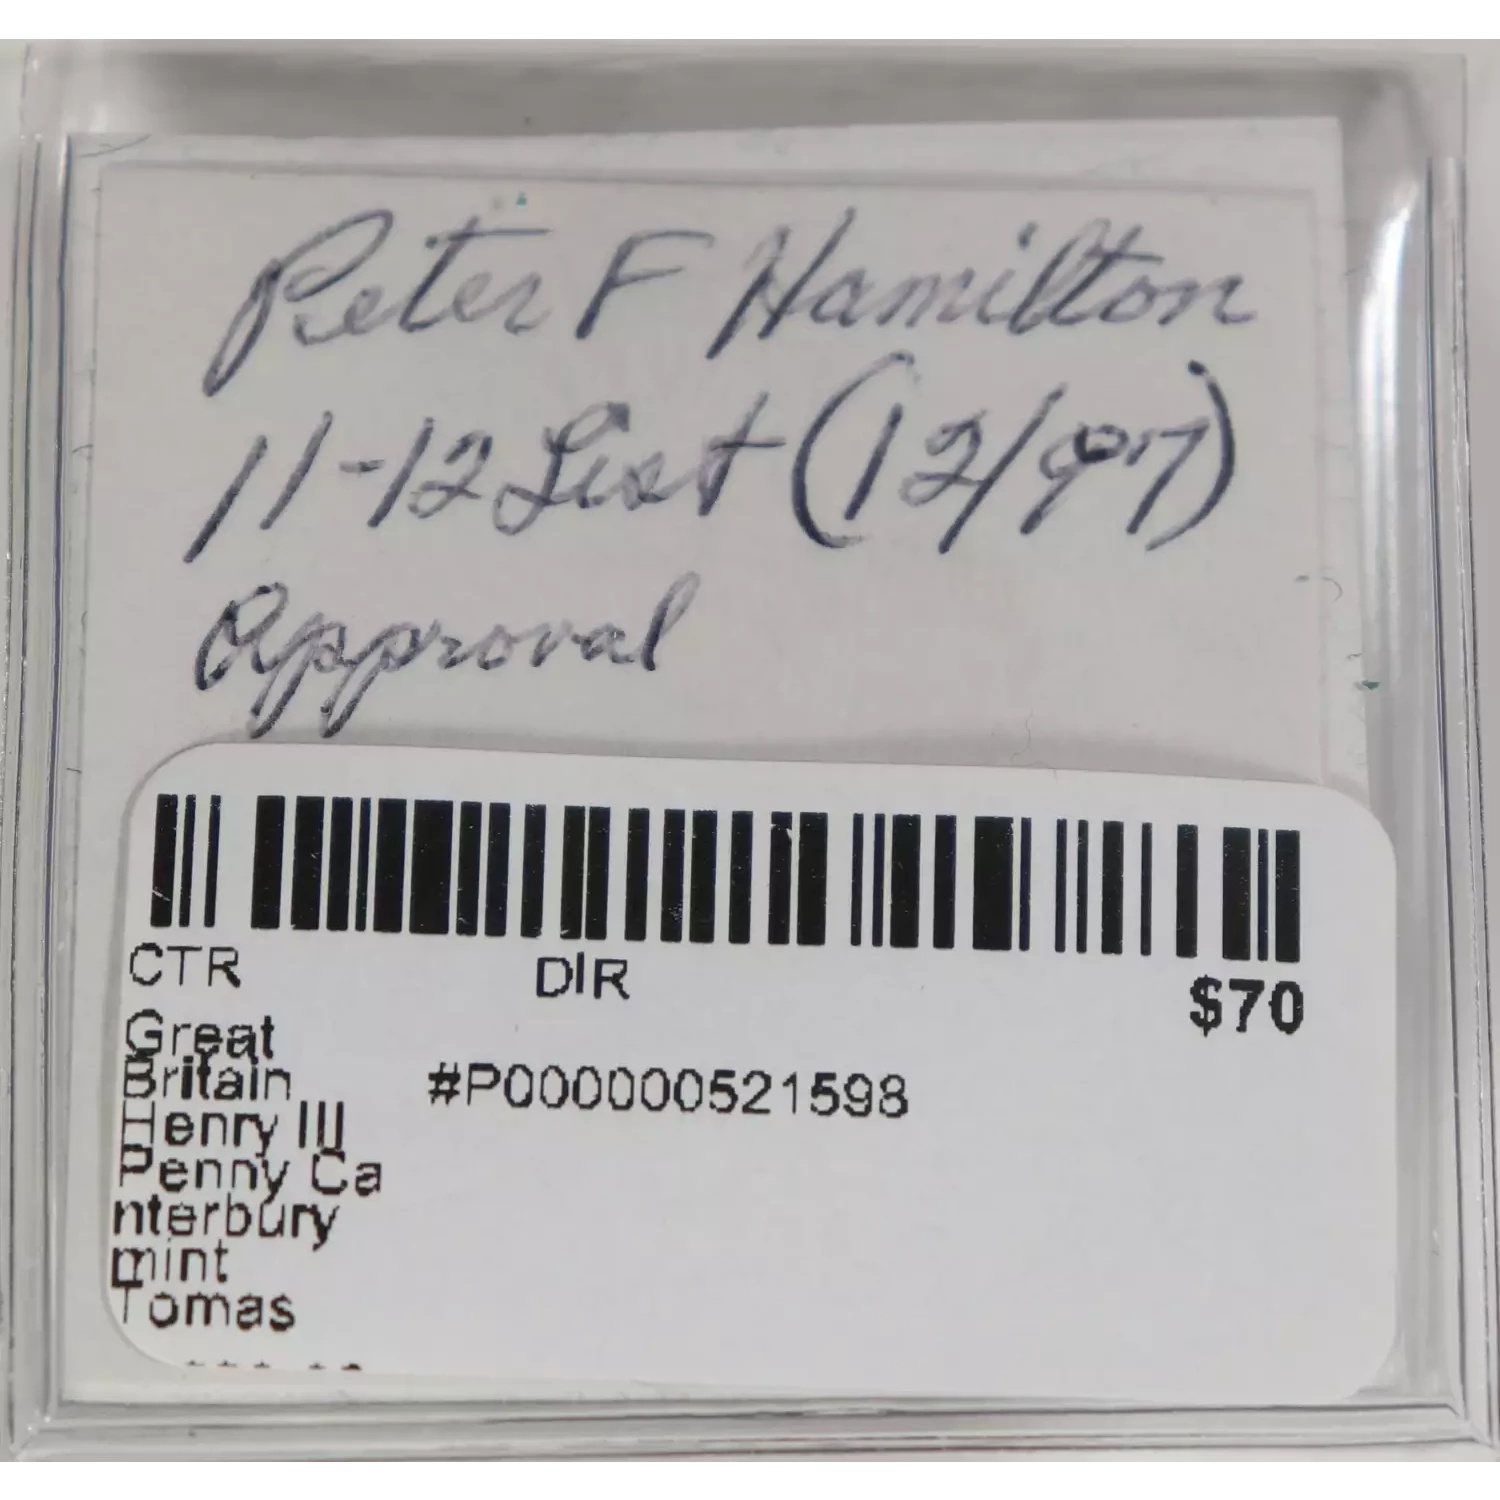 Peter F Hamilton
11-12 List (12/97)
Approval
CTR DIR $70
Great
Britain #P000000521598
Henry III
Penny Ca
nterbury
mint
Tomas